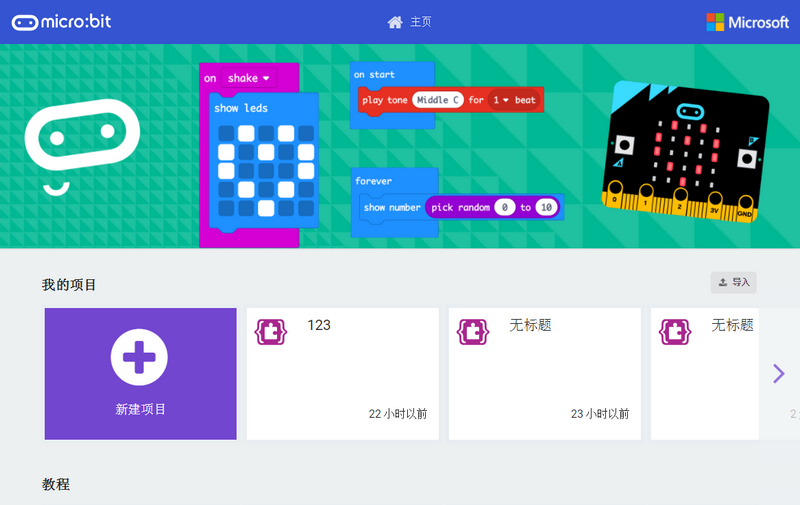 micro:bit
主页
Microsoft
on shake
show leds
on start
play tone Middle C for 1 beat
forever
show number pick random 0 to 10
A
B
0 1 2 3V GND
我的项目
导入
新建项目
123
22 小时以前
无标题
23 小时以前
无标题
2
教程